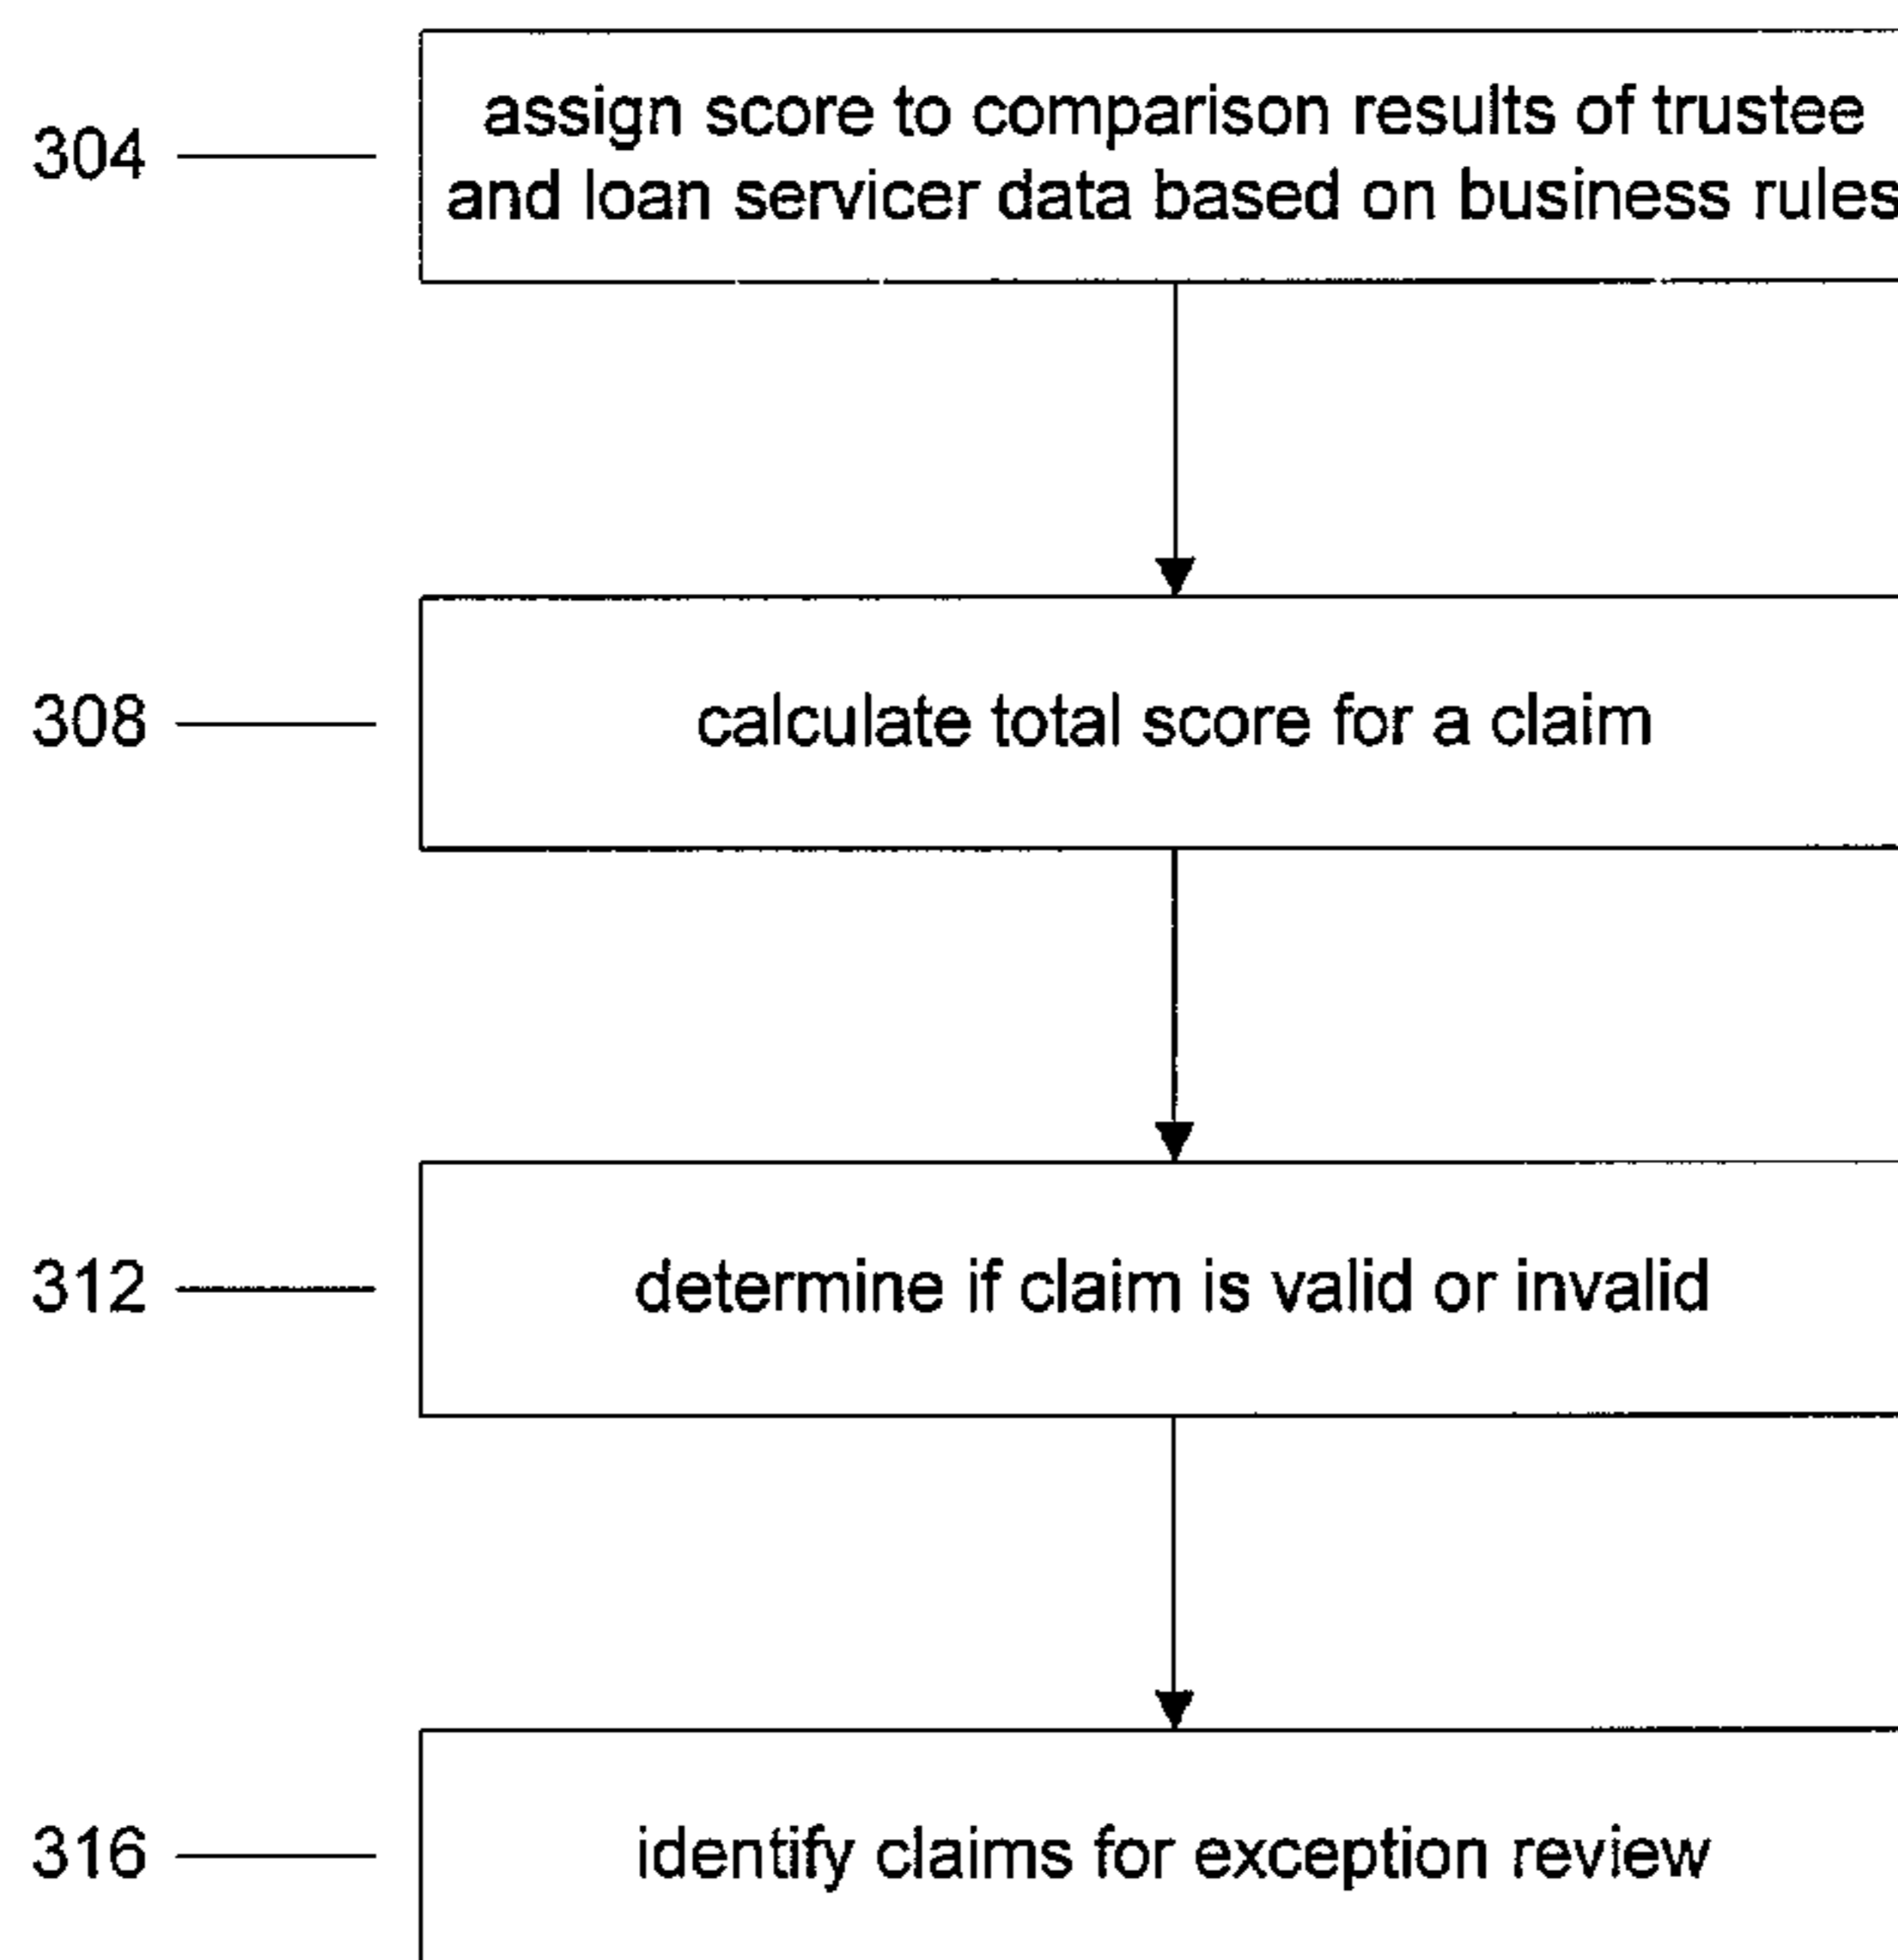 304
assign score to comparison results of trustee
and loan servicer data based on business rules
308
calculate total score for a claim
312
determine if claim is valid or invalid
316
identify claims for exception review